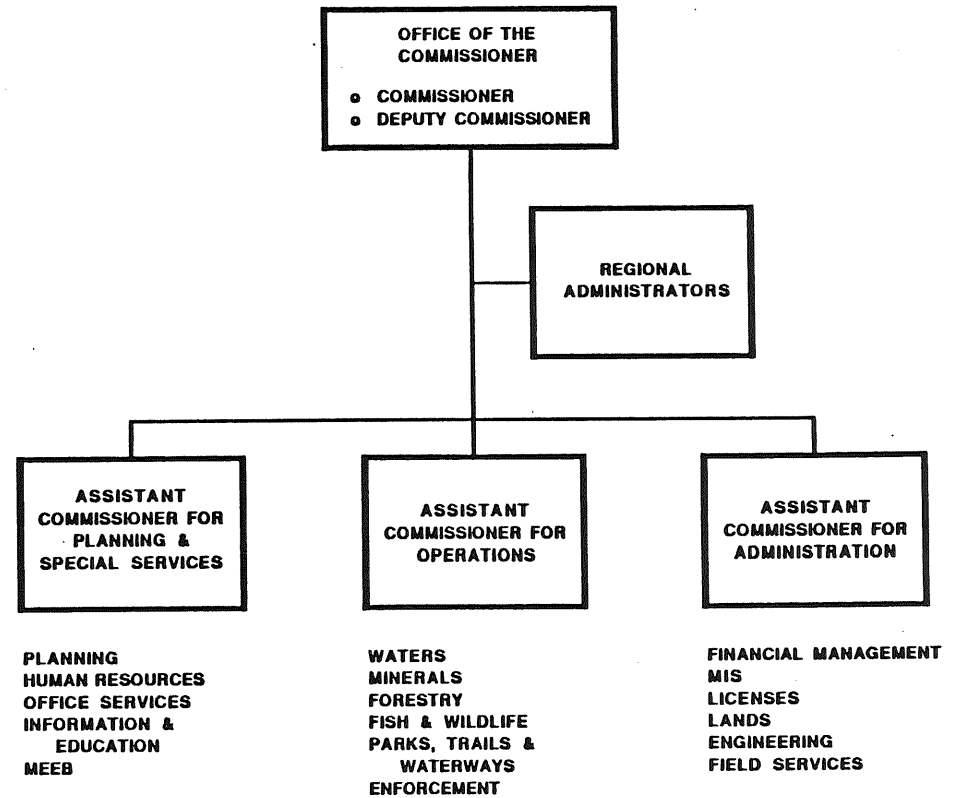 OFFICE OF THE
COMMISSIONER
o COMMISSIONER
o DEPUTY COMMISSIONER
REGIONAL
ADMINISTRATORS
ASSISTANT
COMMISSIONER FOR
PLANNING &
SPECIAL SERVICES
ASSISTANT
COMMISSIONER FOR
OPERATIONS
ASSISTANT
COMMISSIONER FOR
ADMINISTRATION
PLANNING
HUMAN RESOURCES
OFFICE SERVICES
INFORMATION &
EDUCATION
MEEB
WATERS
MINERALS
FORESTRY
FISH & WILDLIFE
PARKS, TRAILS &
WATERWAYS
ENFORCEMENT
FINANCIAL MANAGEMENT
MIS
LICENSES
LANDS
ENGINEERING
FIELD SERVICES